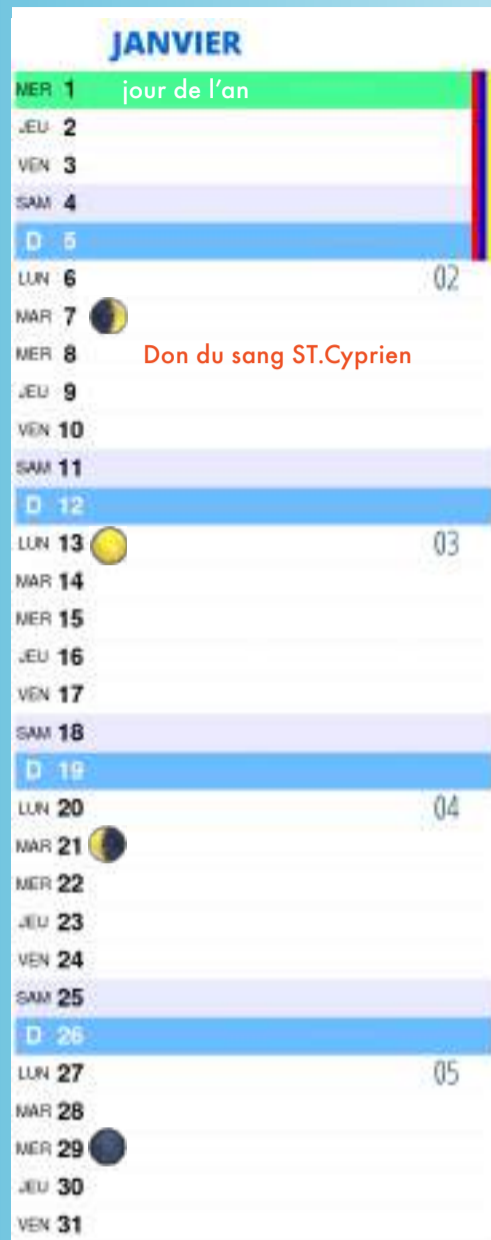 JANVIER
MER 1 jour de l'an
JEU 2
VEN 3
SAM 4
D 5
LUN 6 02
MAR 7
MER 8 Don du sang ST.Cyprien
JEU 9
VEN 10
SAM 11
D 12
LUN 13 03
MAR 14
MER 15
JEU 16
VEN 17
SAM 18
D 19
LUN 20 04
MAR 21
MER 22
JEU 23
VEN 24
SAM 25
D 26
LUN 27 05
MAR 28
MER 29
JEU 30
VEN 31